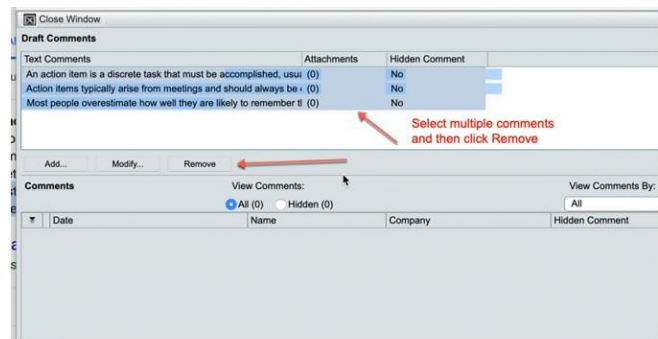 Close Window
Draft Comments
Text Comments Attachments Hidden Comment
An action item is a discrete task that must be accomplished, usu (0) No
Action items typically arise from meetings and should always be (0) No
Most people overestimate how well they are likely to remember (0) No
Select multiple comments
and then click Remove
Add... Modify... Remove
Comments View Comments: View Comments By:
All (0) Hidden (0) All
Date Name Company Hidden Comment